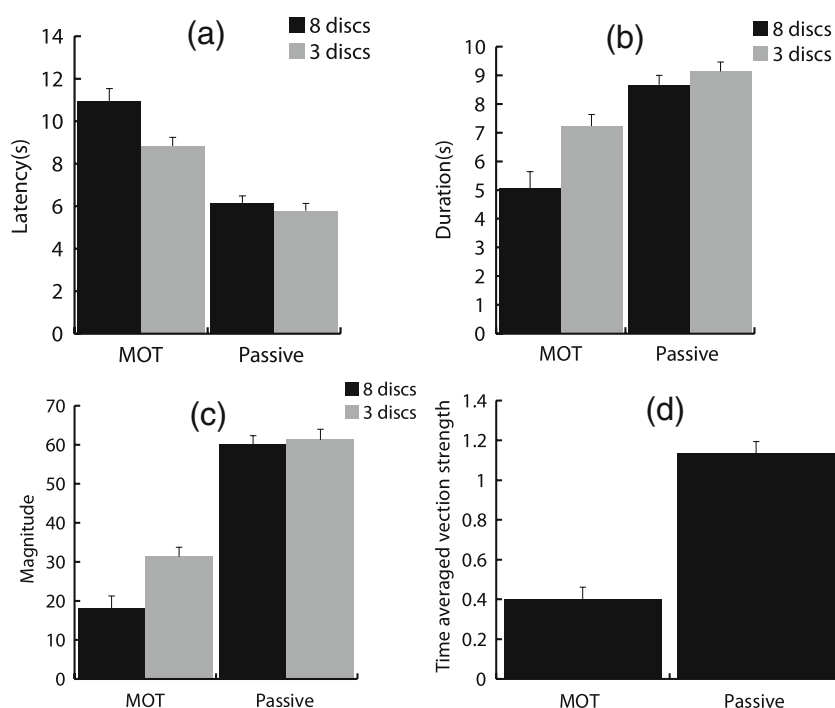 (a)
8 discs
3 discs
Latency(s)
14
12
10
8
6
4
2
0
MOT Passive
(b)
8 discs
3 discs
Duration(s)
10
9
8
7
6
5
4
3
2
1
0
MOT Passive
(c)
8 discs
3 discs
Magnitude
70
60
50
40
30
20
10
0
MOT Passive
(d)
Time averaged vection strength
1.4
1.2
1
0.8
0.6
0.4
0.2
0
MOT Passive